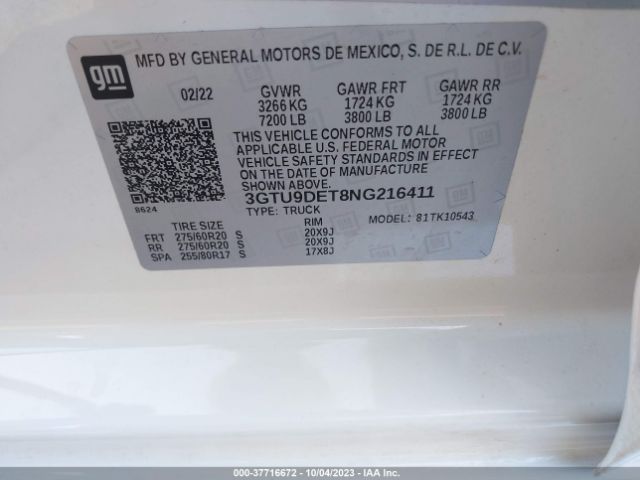 gm
MFD BY GENERAL MOTORS DE MEXICO, S. DE R.L. DE C.V.
02/22 GVWR GAWR FRT GAWR RR
3266 KG 1724 KG 1724 KG
7200 LB 3800 LB 3800 LB
THIS VEHICLE CONFORMS TO ALL
APPLICABLE U.S. FEDERAL MOTOR
VEHICLE SAFETY STANDARDS IN EFFECT
ON THE DATE OF MANUFACTURE
SHOWN ABOVE.
3GTU9DET8NG216411
8624
TYPE: TRUCK MODEL: 81TK10543
TIRE SIZE RIM
FRT 275/60R20 S 20X9J
RR 275/60R20 S 20X9J
SPA 255/80R17 S 17X8J
000-37716672 - 10/04/2023 - IAA Inc.